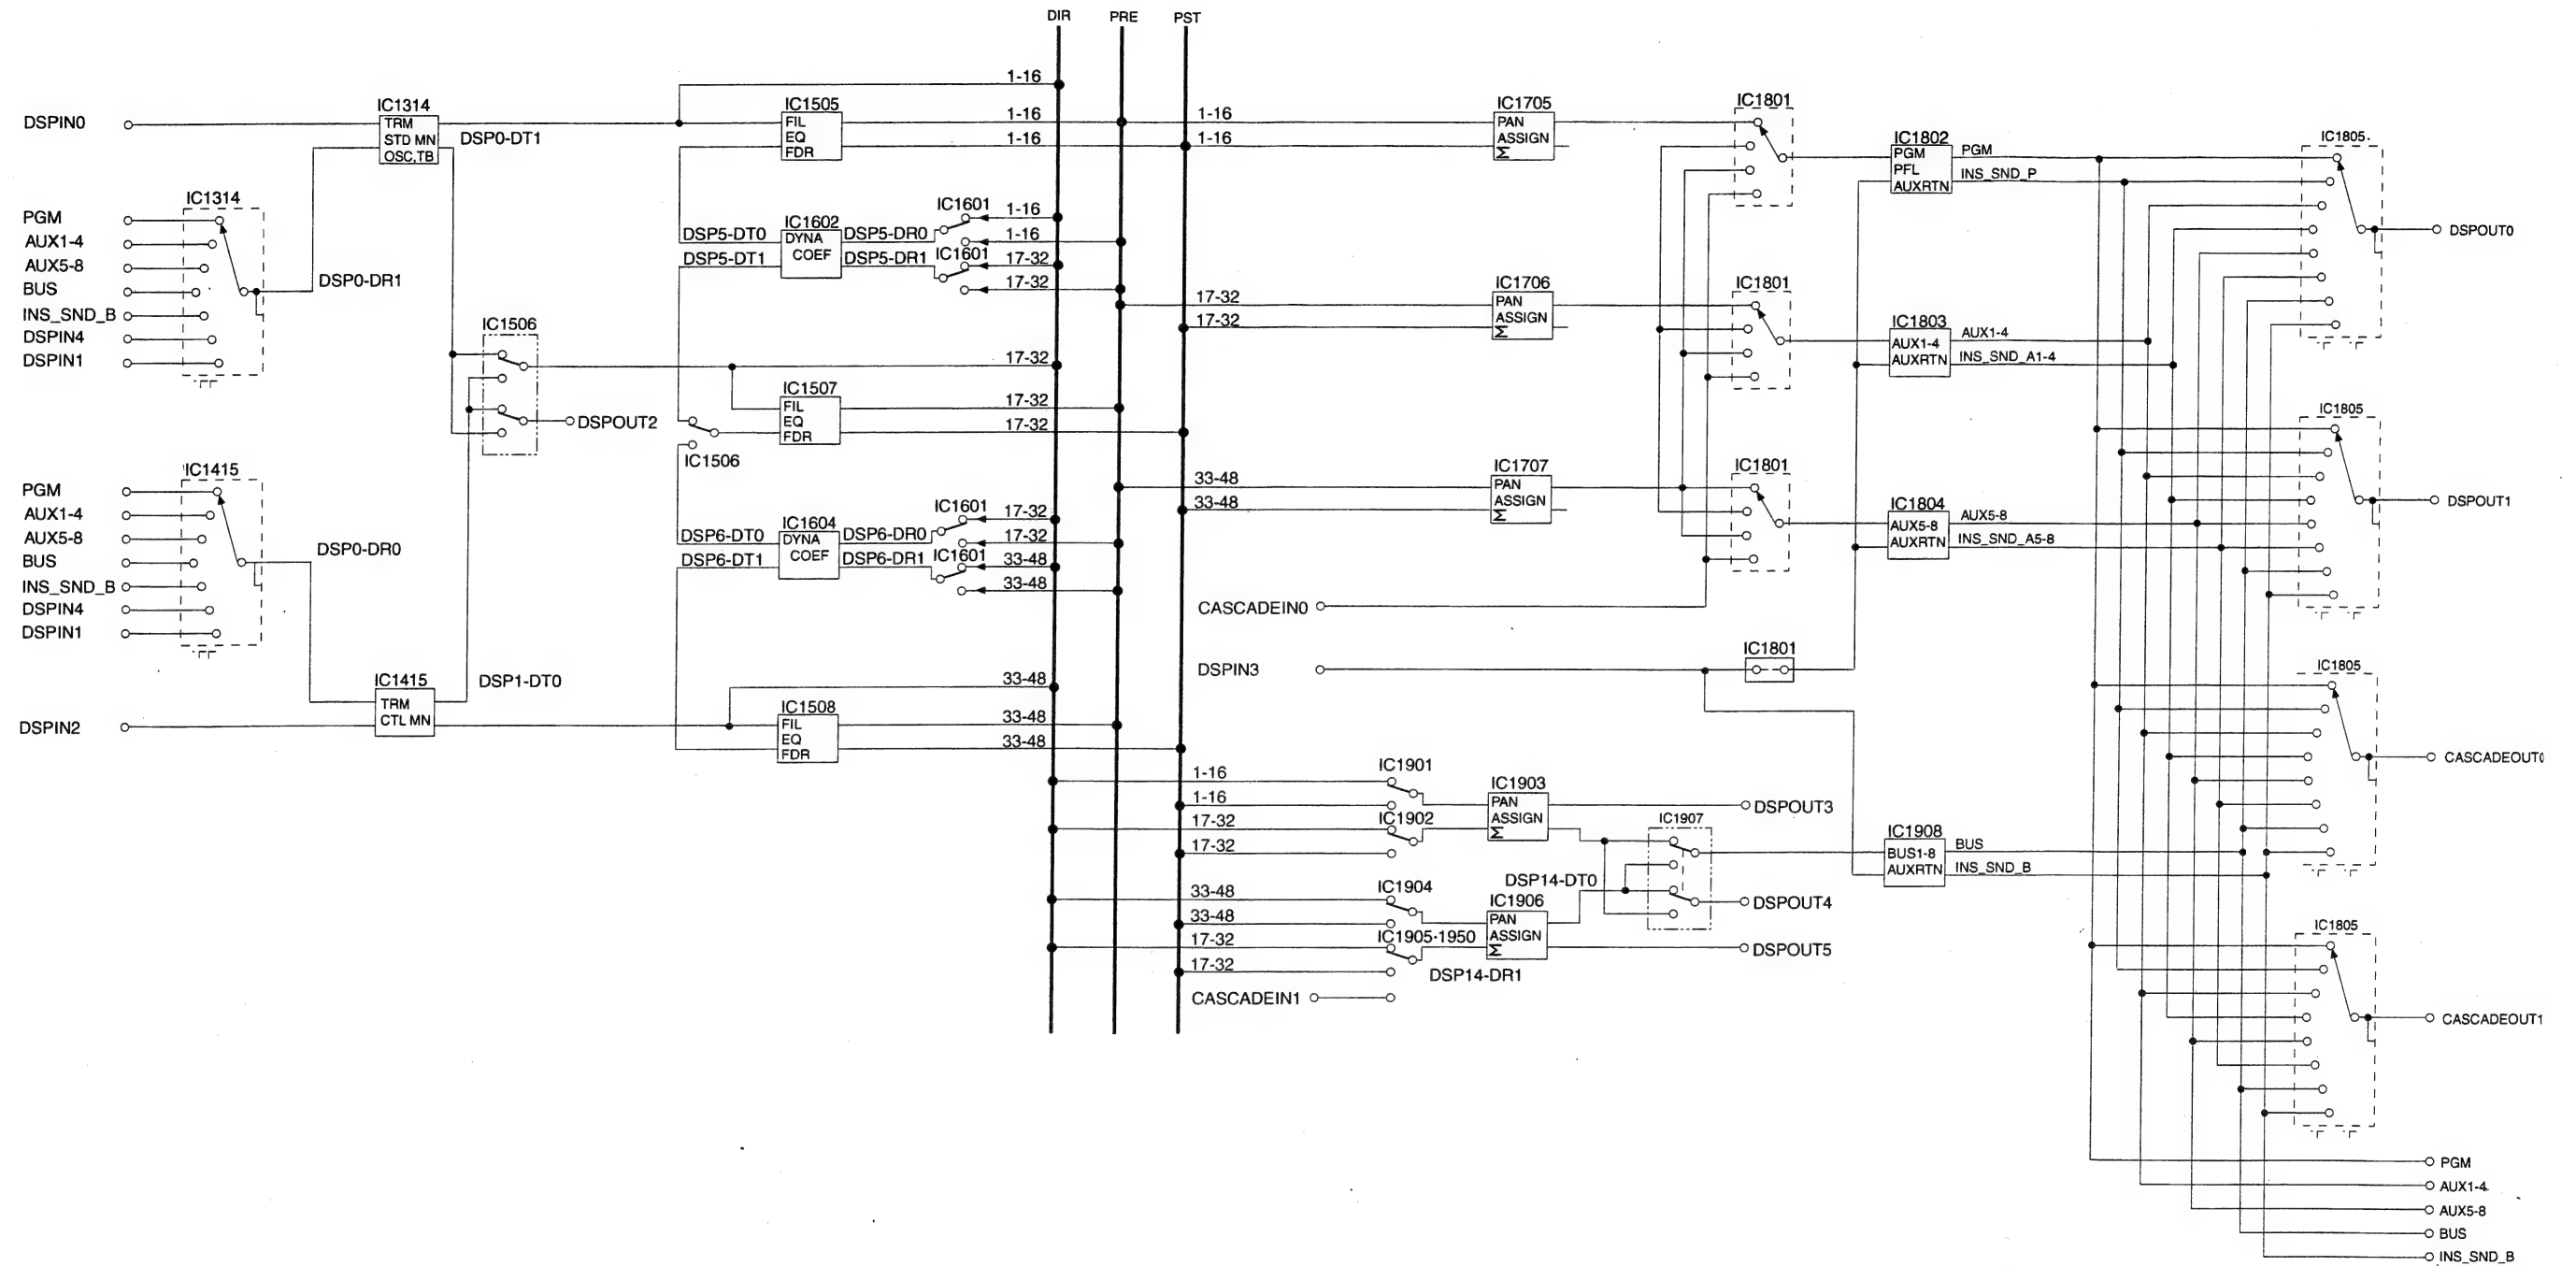 DIR
PRE
PST
DSPIN0
IC1314
TRM
STD MN
OSC,TB
DSP0-DT1
IC1314
PGM
AUX1-4
AUX5-8
BUS
INS_SND_B
DSPIN4
DSPIN1
DSP0-DR1
IC1506
DSPOUT2
IC1415
PGM
AUX1-4
AUX5-8
BUS
INS_SND_B
DSPIN4
DSPIN1
DSP0-DR0
IC1415
TRM
CTL MN
DSP1-DT0
DSPIN2
1-16
IC1505
FIL
EQ
FDR
1-16
1-16
IC1602
DYNA
COEF
DSP5-DT0
DSP5-DT1
DSP5-DR0
DSP5-DR1
IC1601
1-16
1-16
IC1601
17-32
17-32
17-32
IC1507
FIL
EQ
FDR
17-32
17-32
IC1506
IC1604
DYNA
COEF
DSP6-DT0
DSP6-DT1
DSP6-DR0
DSP6-DR1
IC1601
17-32
17-32
IC1601
33-48
33-48
33-48
IC1508
FIL
EQ
FDR
33-48
33-48
1-16
1-16
IC1705
PAN
ASSIGN
Σ
IC1801
17-32
17-32
IC1706
PAN
ASSIGN
Σ
IC1801
33-48
33-48
IC1707
PAN
ASSIGN
Σ
IC1801
CASCADEIN0
DSPIN3
IC1801
IC1802
PGM
PFL
AUXRTN
PGM
INS_SND_P
IC1803
AUX1-4
AUXRTN
AUX1-4
INS_SND_A1-4
IC1804
AUX5-8
AUXRTN
AUX5-8
INS_SND_A5-8
1-16
1-16
IC1901
17-32
17-32
IC1902
IC1903
PAN
ASSIGN
Σ
DSPOUT3
IC1907
33-48
33-48
IC1904
17-32
17-32
IC1905·1950
DSP14-DR1
CASCADEIN1
DSP14-DT0
IC1906
PAN
ASSIGN
Σ
DSPOUT4
DSPOUT5
IC1908
BUS1-8
AUXRTN
BUS
INS_SND_B
IC1805
DSPOUT0
IC1805
DSPOUT1
IC1805
CASCADEOUT0
IC1805
CASCADEOUT1
PGM
AUX1-4
AUX5-8
BUS
INS_SND_B